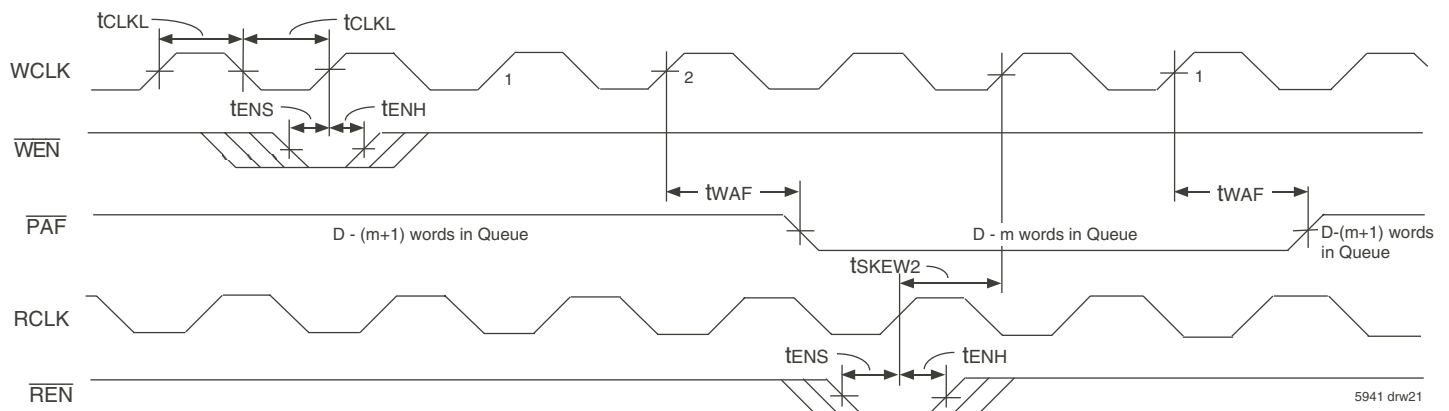 tCLKL tCLKL
WCLK 1 2 1
tENS tENH
WEN
tWAF tWAF
PAF
D - (m+1) words in Queue D - m words in Queue D-(m+1) words
in Queue
tSKEW2
RCLK
tENS tENH
REN
5941 drw21